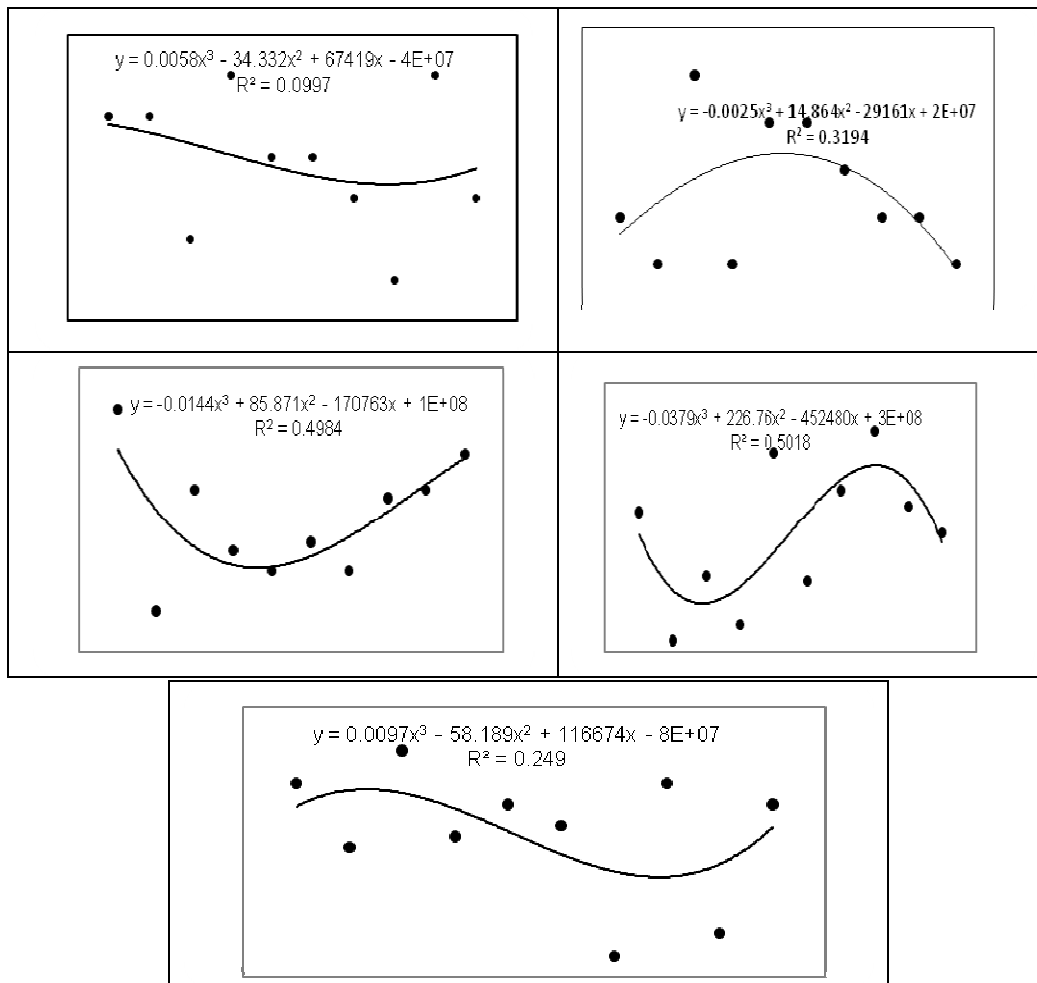 y = 0.0058x³ - 34.332x² + 67419x - 4E+07
R² = 0.0997
y = -0.0025x³ + 14.864x² - 29161x + 2E+07
R² = 0.3194
y = -0.0144x³ + 85.871x² - 170763x + 1E+08
R² = 0.4984
y = -0.0379x³ + 226.76x² - 452480x + 3E+08
R² = 0.5018
y = 0.0097x³ - 58.189x² + 116674x - 8E+07
R² = 0.249